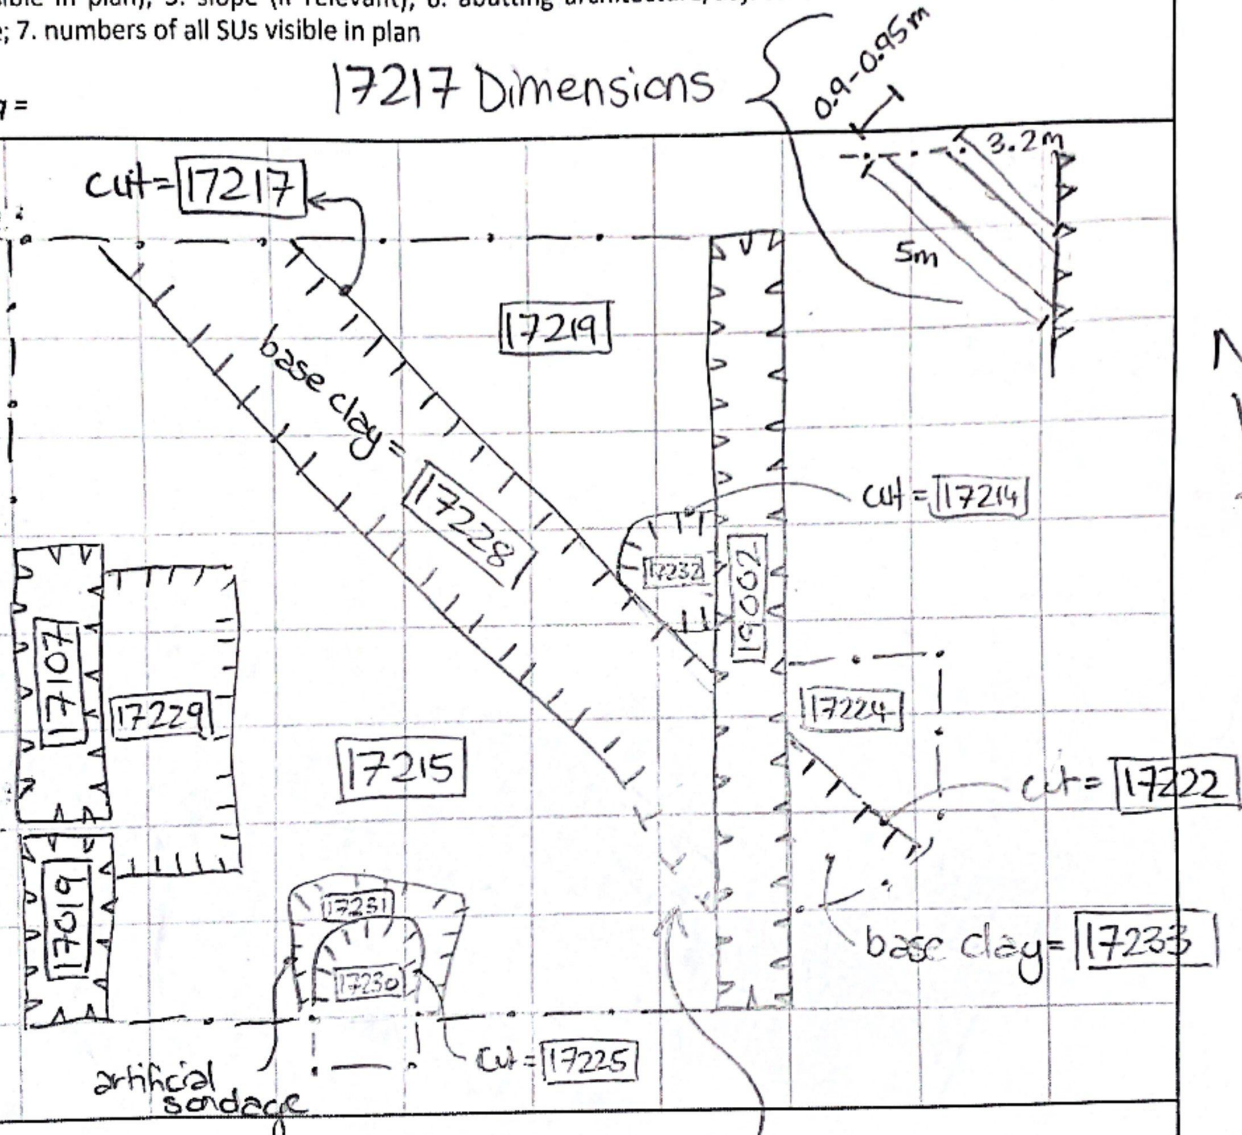 ; 7. numbers of all SUs visible in plan
17217 Dimensions
0.9-0.95m
3.2m
5m
cut= 17217
17219
base clay=
17228
cut = 17214
17232
19002
17107
17229
17224
17215
cut = 17222
17019
17231
17230
base clay= 17233
cut = 17225
artificial
sondage